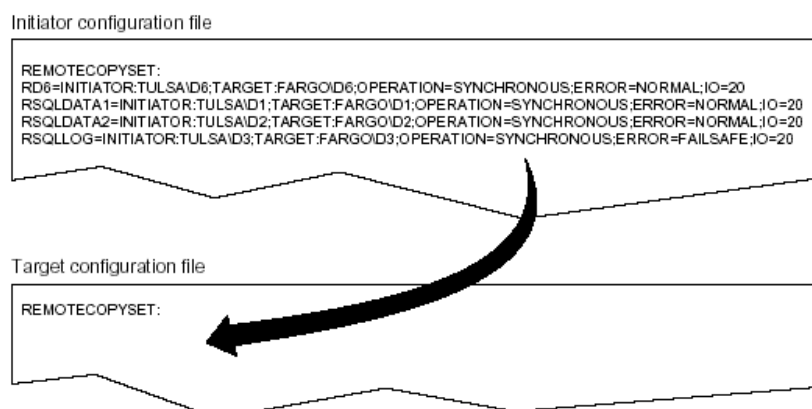 Initiator configuration file
REMOTECOPYSET:
RD6=INITIATOR:TULSA\D6;TARGET:FARGO\D6;OPERATION=SYNCHRONOUS;ERROR=NORMAL;IO=20
RSQLDATA1=INITIATOR:TULSA\D1;TARGET:FARGO\D1;OPERATION=SYNCHRONOUS;ERROR=NORMAL;IO=20
RSQLDATA2=INITIATOR:TULSA\D2;TARGET:FARGO\D2;OPERATION=SYNCHRONOUS;ERROR=NORMAL;IO=20
RSQLLOG=INITIATOR:TULSA\D3;TARGET:FARGO\D3;OPERATION=SYNCHRONOUS;ERROR=FAILSAFE;IO=20
Target configuration file
REMOTECOPYSET: